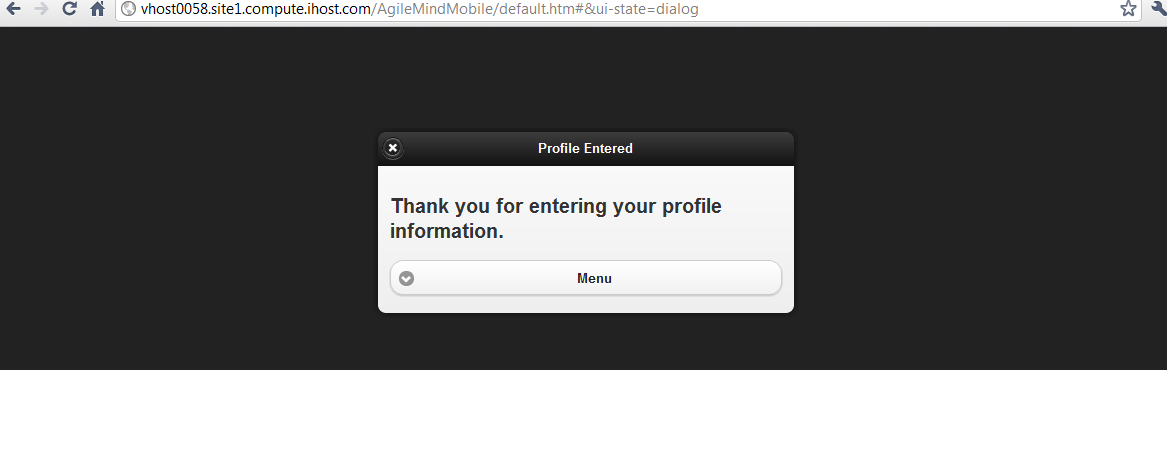 vhost0058.site1.compute.ihost.com/AgileMindMobile/default.htm#&ui-state=dialog
Profile Entered
Thank you for entering your profile
information.
Menu